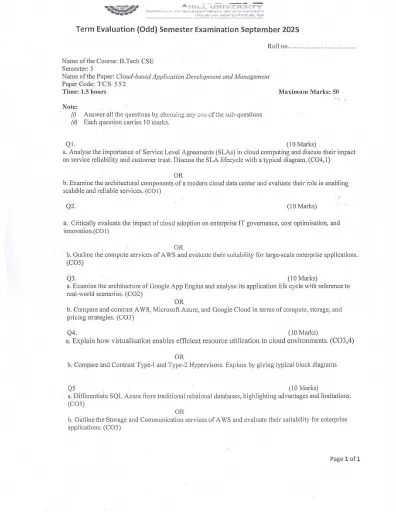 HILL UNIVERSITY
Term Evaluation (Odd) Semester Examination September 2025
Roll no..............................
Name of the Course: B.Tech CSE
Semester: 5
Name of the Paper: Cloud-based Application Development and Management
Paper Code: TCS 552
Time: 1.5 hours Maximum Marks: 50
Note:
(i) Answer all the questions by choosing any one of the sub-questions
(ii) Each question carries 10 marks.
Q1. (10 Marks)
a. Analyse the importance of Service Level Agreements (SLAs) in cloud computing and discuss their impact
on service reliability and customer trust. Discuss the SLA lifecycle with a typical diagram. (CO4,1)
OR
b. Examine the architectural components of a modern cloud data center and evaluate their role in enabling
scalable and reliable services. (CO1)
Q2. (10 Marks)
a. Critically evaluate the impact of cloud adoption on enterprise IT governance, cost optimisation, and
innovation.(CO1)
OR
b. Outline the compute services of AWS and evaluate their suitability for large-scale enterprise applications.
(CO5)
Q3. (10 Marks)
a. Examine the architecture of Google App Engine and analyse its application life cycle with reference to
real-world scenarios. (CO2)
OR
b. Compare and contrast AWS, Microsoft Azure, and Google Cloud in terms of compute, storage, and
pricing strategies. (CO3)
Q4. (10 Marks)
a. Explain how virtualisation enables efficient resource utilization in cloud environments. (CO3,4)
OR
b. Compare and Contrast Type-1 and Type-2 Hypervisors. Explain by giving typical block diagrams
Q5 (10 Marks)
a. Differentiate SQL Azure from traditional relational databases, highlighting advantages and limitations.
(CO5)
OR
b. Outline the Storage and Communication services of AWS and evaluate their suitability for enterprise
applications. (CO5)
Page 1 of 1